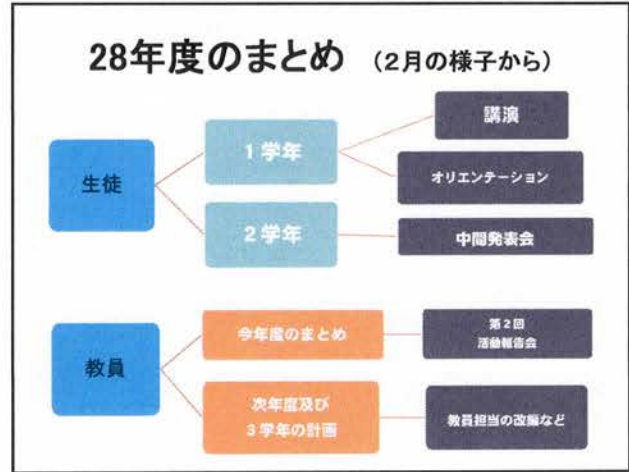 28年度のまとめ （2月の様子から）
生徒
1学年
講演
オリエンテーション
2学年
中間発表会
教員
今年度のまとめ
第2回
活動報告会
次年度及び
3学年の計画
教員担当の改編など